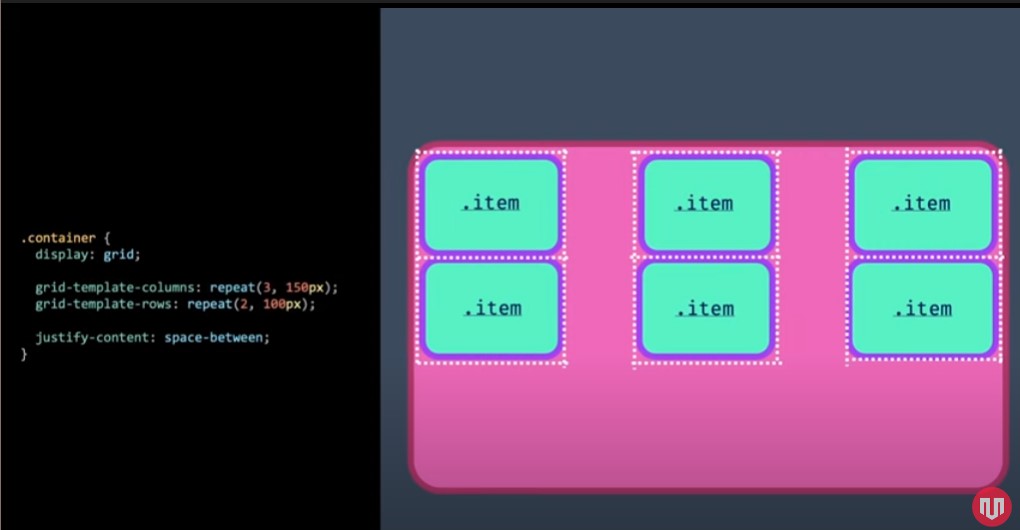 .container {
display: grid;
grid-template-columns: repeat(3, 150px);
grid-template-rows: repeat(2, 100px);
justify-content: space-between;
}
.item .item .item
.item .item .item